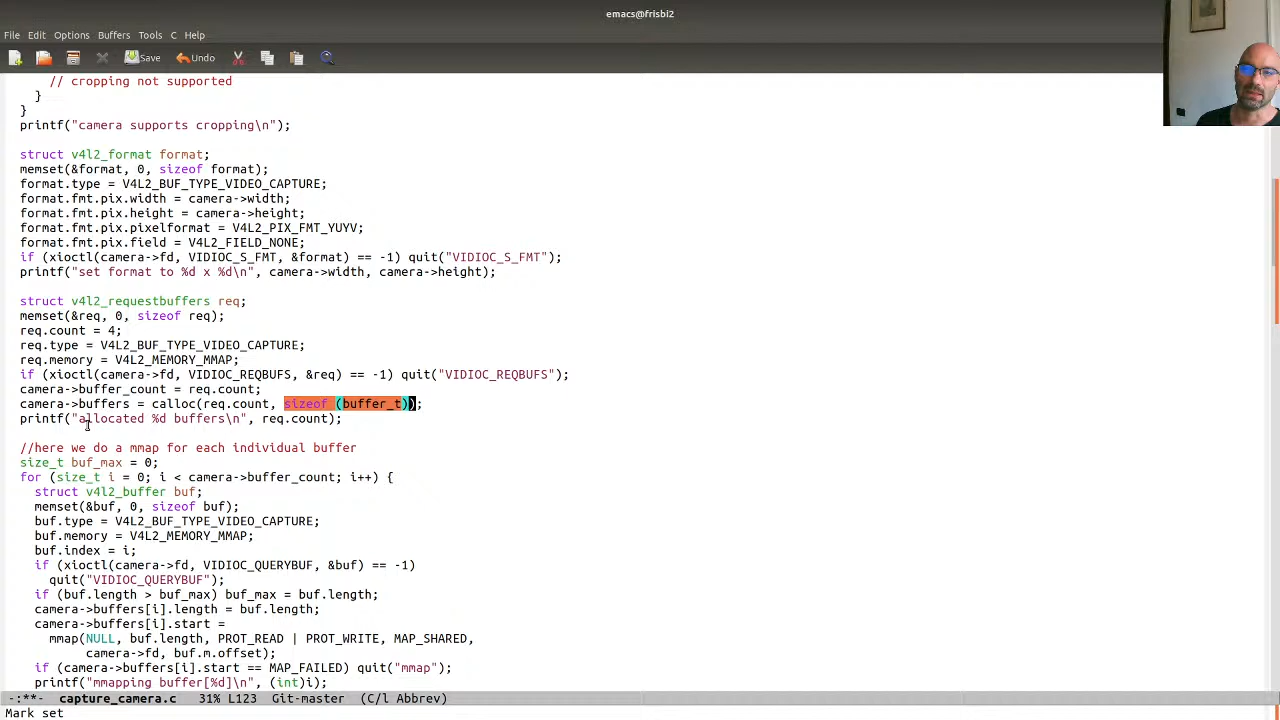 emacs@frisbi2
File Edit Options Buffers Tools C Help
Save Undo
// cropping not supported
}
}
printf("camera supports cropping\n");
struct v4l2_format format;
memset(&format, 0, sizeof format);
format.type = V4L2_BUF_TYPE_VIDEO_CAPTURE;
format.fmt.pix.width = camera->width;
format.fmt.pix.height = camera->height;
format.fmt.pix.pixelformat = V4L2_PIX_FMT_YUYV;
format.fmt.pix.field = V4L2_FIELD_NONE;
if (xioctl(camera->fd, VIDIOC_S_FMT, &format) == -1) quit("VIDIOC_S_FMT");
printf("set format to %d x %d\n", camera->width, camera->height);
struct v4l2_requestbuffers req;
memset(&req, 0, sizeof req);
req.count = 4;
req.type = V4L2_BUF_TYPE_VIDEO_CAPTURE;
req.memory = V4L2_MEMORY_MMAP;
if (xioctl(camera->fd, VIDIOC_REQBUFS, &req) == -1) quit("VIDIOC_REQBUFS");
camera->buffer_count = req.count;
camera->buffers = calloc(req.count, sizeof (buffer_t));
printf("allocated %d buffers\n", req.count);
//here we do a mmap for each individual buffer
size_t buf_max = 0;
for (size_t i = 0; i < camera->buffer_count; i++) {
struct v4l2_buffer buf;
memset(&buf, 0, sizeof buf);
buf.type = V4L2_BUF_TYPE_VIDEO_CAPTURE;
buf.memory = V4L2_MEMORY_MMAP;
buf.index = i;
if (xioctl(camera->fd, VIDIOC_QUERYBUF, &buf) == -1)
quit("VIDIOC_QUERYBUF");
if (buf.length > buf_max) buf_max = buf.length;
camera->buffers[i].length = buf.length;
camera->buffers[i].start =
mmap(NULL, buf.length, PROT_READ | PROT_WRITE, MAP_SHARED,
camera->fd, buf.m.offset);
if (camera->buffers[i].start == MAP_FAILED) quit("mmap");
printf("mmapping buffer[%d]\n", (int)i);
-:**- capture_camera.c 31% L123 Git-master (C/l Abbrev)
Mark set